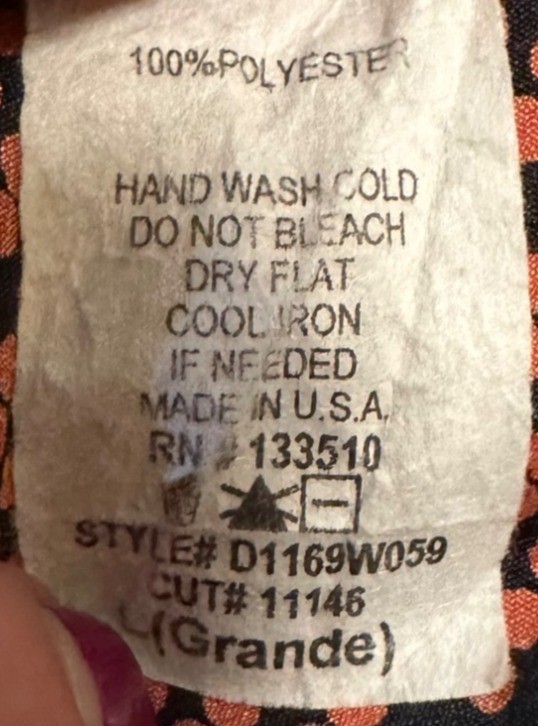 100%POLYESTER
HAND WASH COLD
DO NOT BLEACH
DRY FLAT
COOL IRON
IF NEEDED
MADE IN U.S.A.
RN # 133510
STYLE# D1169W059
CUT# 11146
L(Grande)